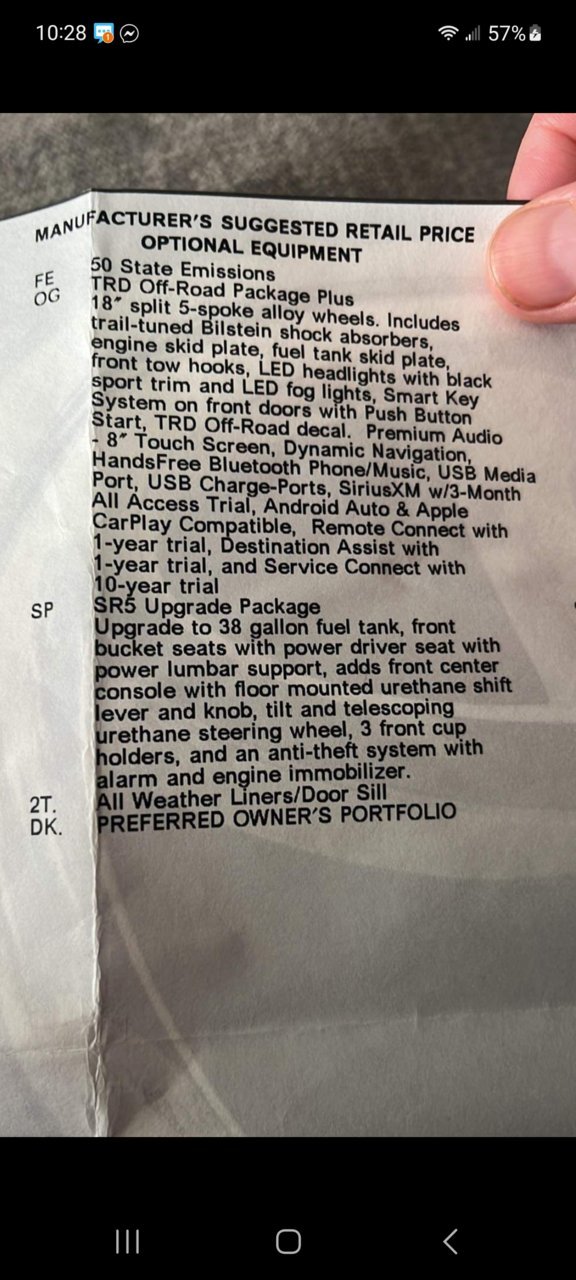 10:28
57%
MANUFACTURER'S SUGGESTED RETAIL PRICE
OPTIONAL EQUIPMENT
FE 50 State Emissions
OG TRD Off-Road Package Plus
18" split 5-spoke alloy wheels. Includes
trail-tuned Bilstein shock absorbers,
engine skid plate, fuel tank skid plate,
front tow hooks, LED headlights with black
sport trim and LED fog lights, Smart Key
System on front doors with Push Button
Start, TRD Off-Road decal. Premium Audio
- 8" Touch Screen, Dynamic Navigation,
HandsFree Bluetooth Phone/Music, USB Media
Port, USB Charge-Ports, SiriusXM w/3-Month
All Access Trial, Android Auto & Apple
CarPlay Compatible, Remote Connect with
1-year trial, Destination Assist with
1-year trial, and Service Connect with
10-year trial
SP SR5 Upgrade Package
Upgrade to 38 gallon fuel tank, front
bucket seats with power driver seat with
power lumbar support, adds front center
console with floor mounted urethane shift
lever and knob, tilt and telescoping
urethane steering wheel, 3 front cup
holders, and an anti-theft system with
alarm and engine immobilizer.
2T. All Weather Liners/Door Sill
DK. PREFERRED OWNER'S PORTFOLIO